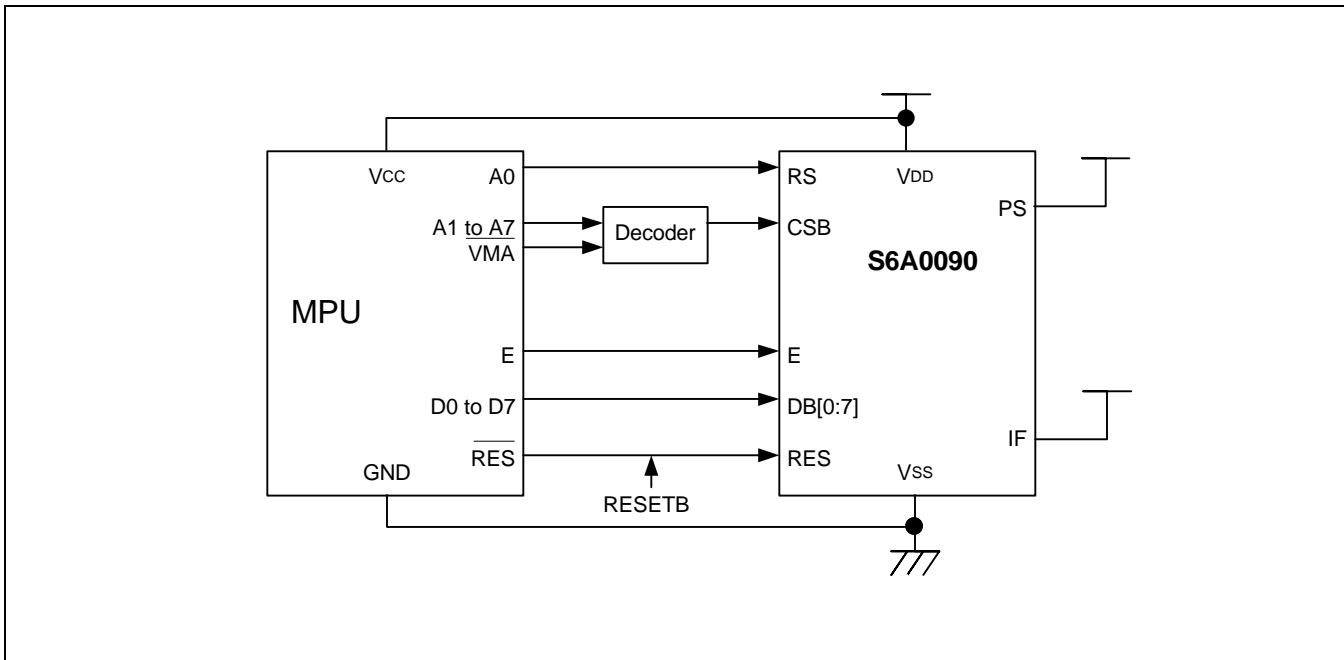 MPU
VCC
A0
A1 to A7
VMA
E
D0 to D7
RES
GND
Decoder
RESETB
RS
VDD
CSB
PS
S6A0090
E
DB[0:7]
IF
RES
VSS